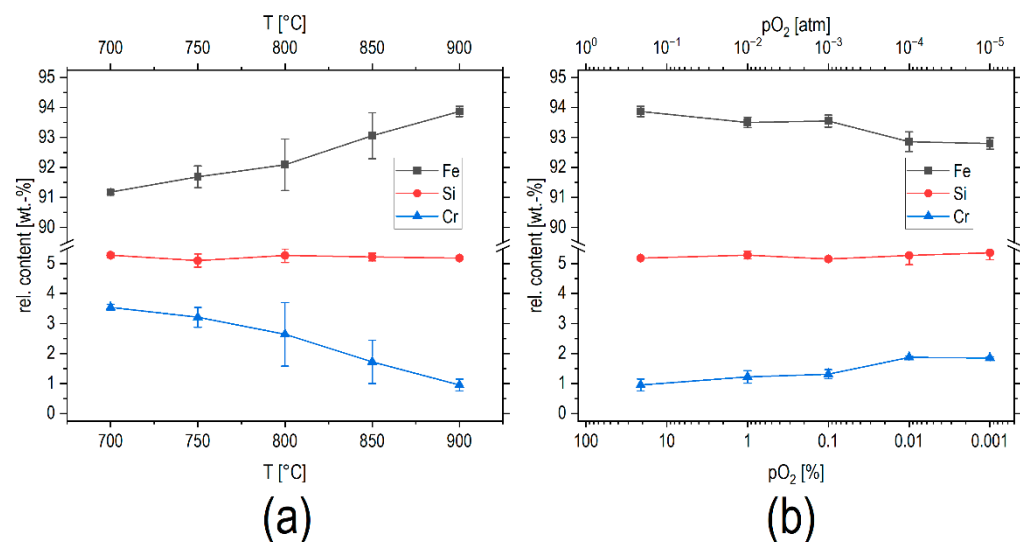 T [°C]
700 750 800 850 900
95
94
93
92
91
90
5
4
3
2
1
0
rel. content [wt.-%]
Fe
Si
Cr
700 750 800 850 900
T [°C]
(a)
pO₂ [atm]
10⁰ 10⁻¹ 10⁻² 10⁻³ 10⁻⁴ 10⁻⁵
95
94
93
92
91
90
5
4
3
2
1
0
rel. content [wt.-%]
Fe
Si
Cr
100 10 1 0.1 0.01 0.001
pO₂ [%]
(b)